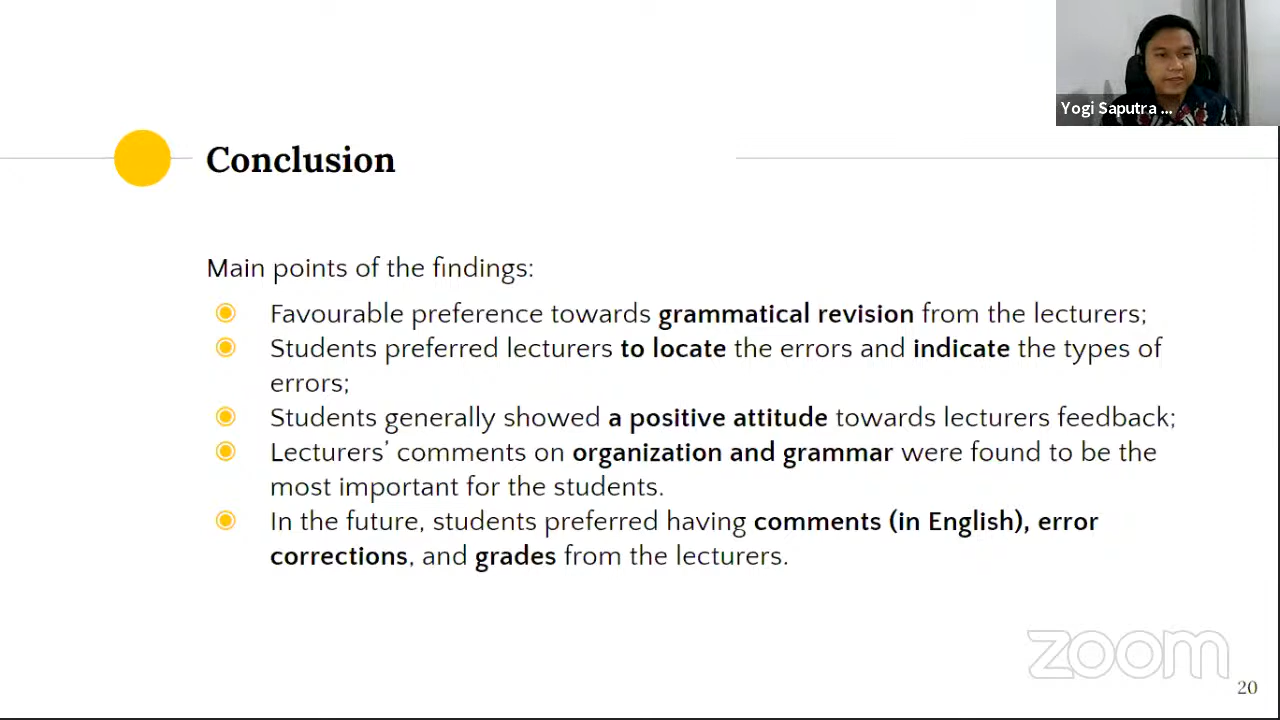 Yogi Saputra ...
Conclusion
Main points of the findings:
Favourable preference towards grammatical revision from the lecturers;
Students preferred lecturers to locate the errors and indicate the types of
errors;
Students generally showed a positive attitude towards lecturers feedback;
Lecturers’ comments on organization and grammar were found to be the
most important for the students.
In the future, students preferred having comments (in English), error
corrections, and grades from the lecturers.
zoom
20